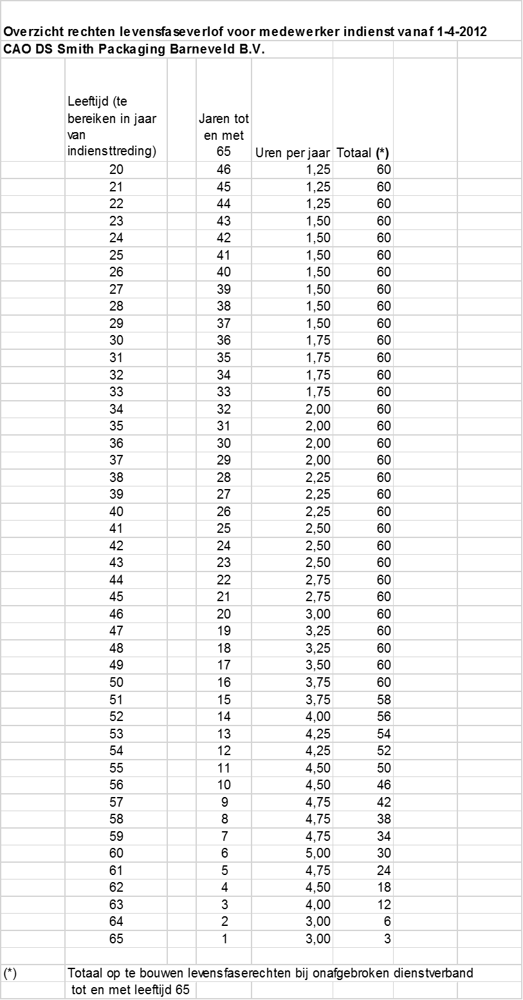 Overzicht rechten levensfaseverlof voor medewerker indienst vanaf 1-4-2012
CAO DS Smith Packaging Barneveld B.V.
Leeftijd (te bereiken in jaar van indiensttreding) Jaren tot en met 65 Uren per jaar Totaal (*)
20 46 1,25 60
21 45 1,25 60
22 44 1,25 60
23 43 1,50 60
24 42 1,50 60
25 41 1,50 60
26 40 1,50 60
27 39 1,50 60
28 38 1,50 60
29 37 1,50 60
30 36 1,75 60
31 35 1,75 60
32 34 1,75 60
33 33 1,75 60
34 32 2,00 60
35 31 2,00 60
36 30 2,00 60
37 29 2,00 60
38 28 2,25 60
39 27 2,25 60
40 26 2,25 60
41 25 2,50 60
42 24 2,50 60
43 23 2,50 60
44 22 2,75 60
45 21 2,75 60
46 20 3,00 60
47 19 3,25 60
48 18 3,25 60
49 17 3,50 60
50 16 3,75 60
51 15 3,75 58
52 14 4,00 56
53 13 4,25 54
54 12 4,25 52
55 11 4,50 50
56 10 4,50 46
57 9 4,75 42
58 8 4,75 38
59 7 4,75 34
60 6 5,00 30
61 5 4,75 24
62 4 4,50 18
63 3 4,00 12
64 2 3,00 6
65 1 3,00 3
(*) Totaal op te bouwen levensfaserechten bij onafgebroken dienstverband
tot en met leeftijd 65